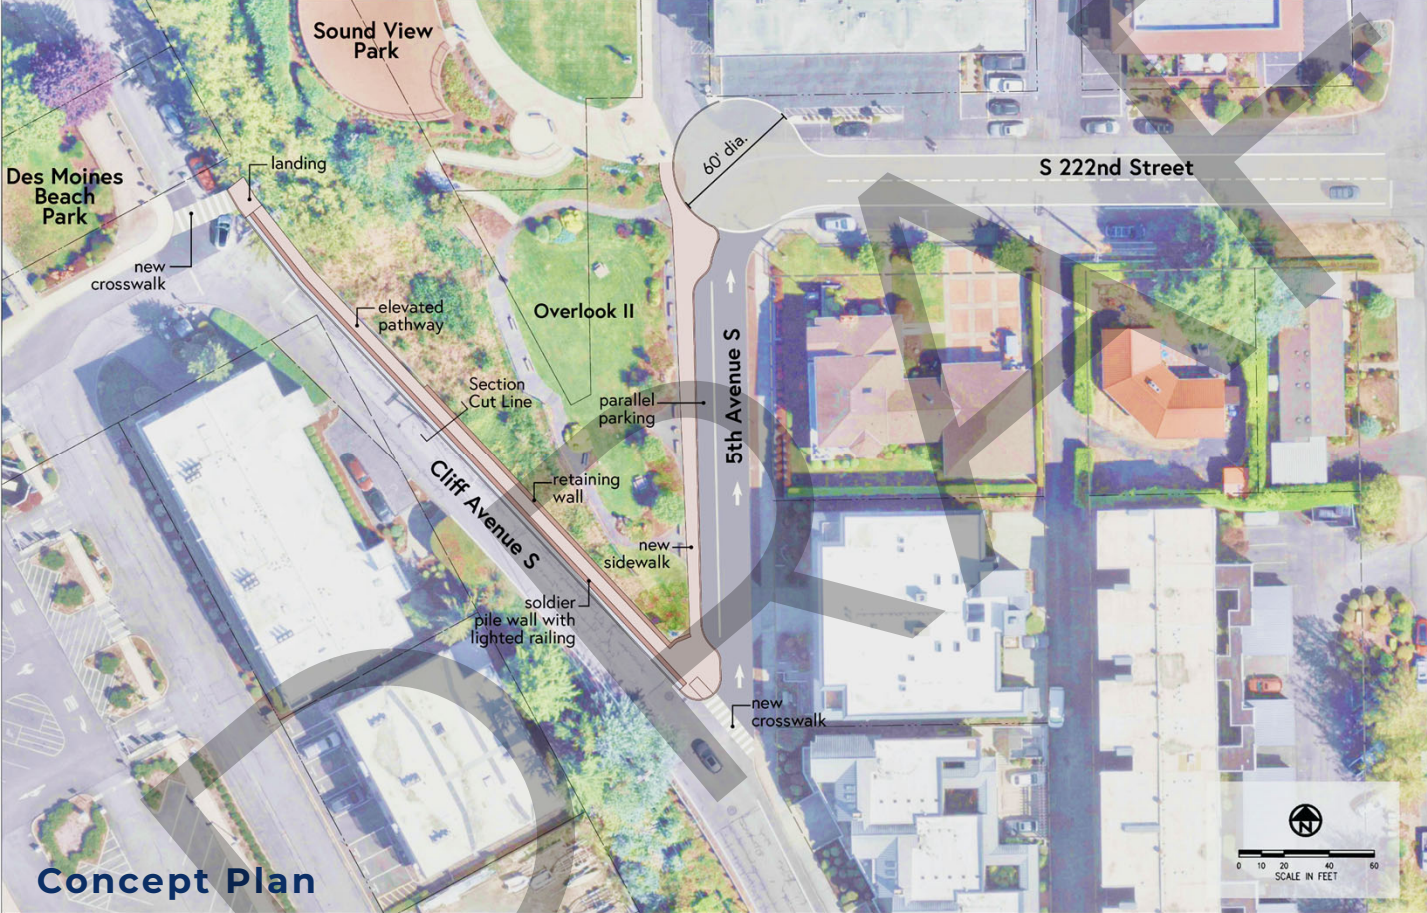 Sound View
Park
60' dia.
S 222nd Street
landing
Des Moines
Beach
Park
new
crosswalk
elevated
pathway
Overlook II
Section
Cut Line
parallel
parking
5th Avenue S
Cliff Avenue S
retaining
wall
new
sidewalk
soldier
pile wall with
lighted railing
new
crosswalk
DRAFT
N
0 10 20 40 60
SCALE IN FEET
Concept Plan